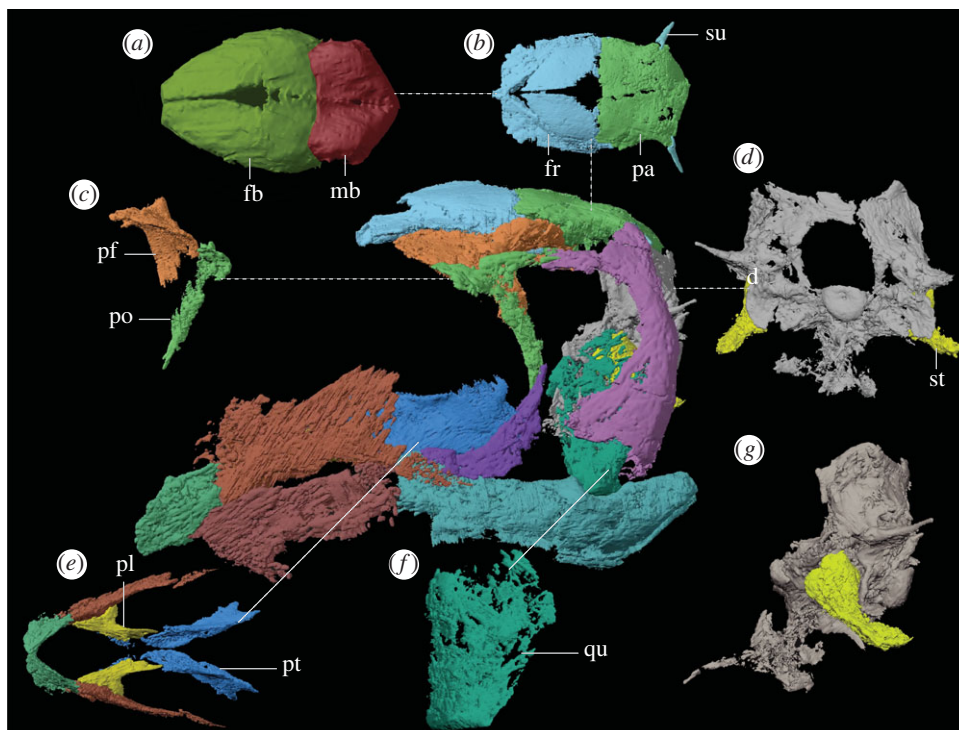 (a)
(b)
su
fb
mb
fr
pa
(c)
pf
po
(d)
d
st
(e)
pl
pt
(f)
qu
(g)